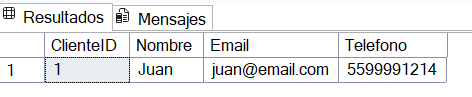 Resultados Mensajes
ClienteID Nombre Email Telefono
1 1 Juan juan@email.com 5599991214